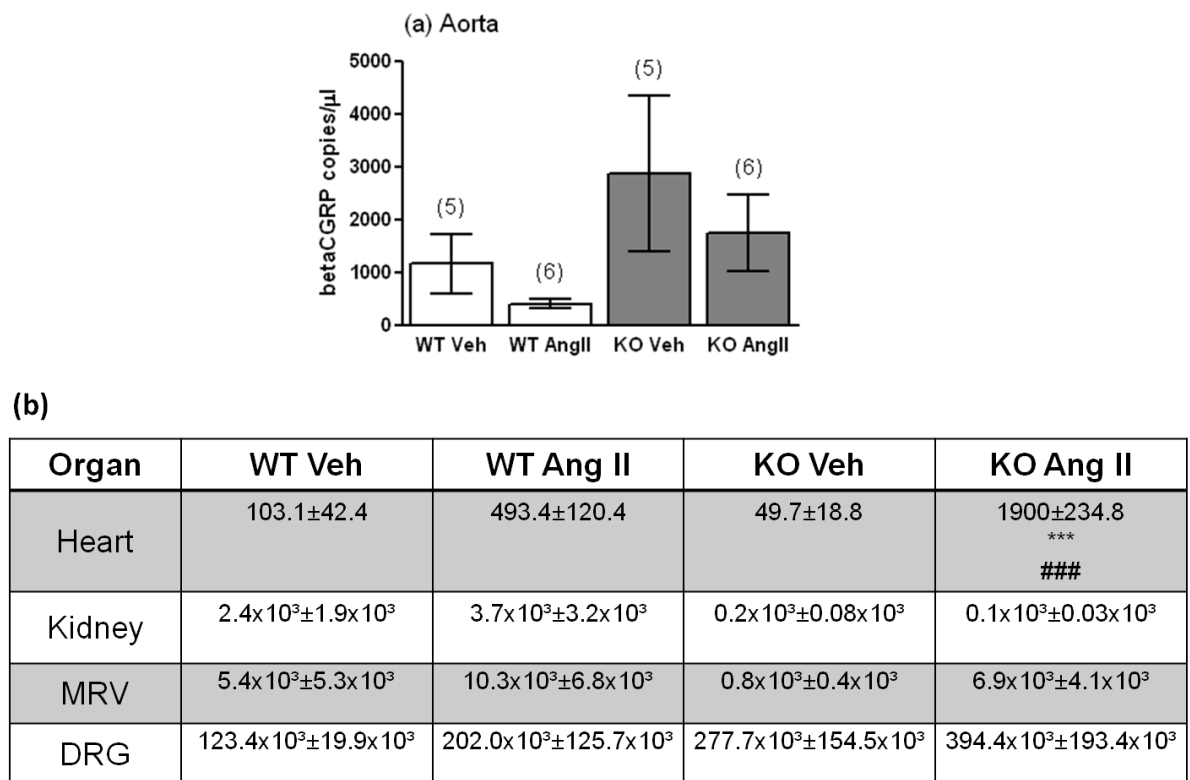 (a) Aorta
betaCGRP copies/µl
5000
4000
3000
2000
1000
0
(5)
(6)
(5)
(6)
WT Veh WT AngII KO Veh KO AngII
(b)
Organ WT Veh WT Ang II KO Veh KO Ang II
Heart 103.1±42.4 493.4±120.4 49.7±18.8 1900±234.8
***
###
Kidney 2.4x10³±1.9x10³ 3.7x10³±3.2x10³ 0.2x10³±0.08x10³ 0.1x10³±0.03x10³
MRV 5.4x10³±5.3x10³ 10.3x10³±6.8x10³ 0.8x10³±0.4x10³ 6.9x10³±4.1x10³
DRG 123.4x10³±19.9x10³ 202.0x10³±125.7x10³ 277.7x10³±154.5x10³ 394.4x10³±193.4x10³